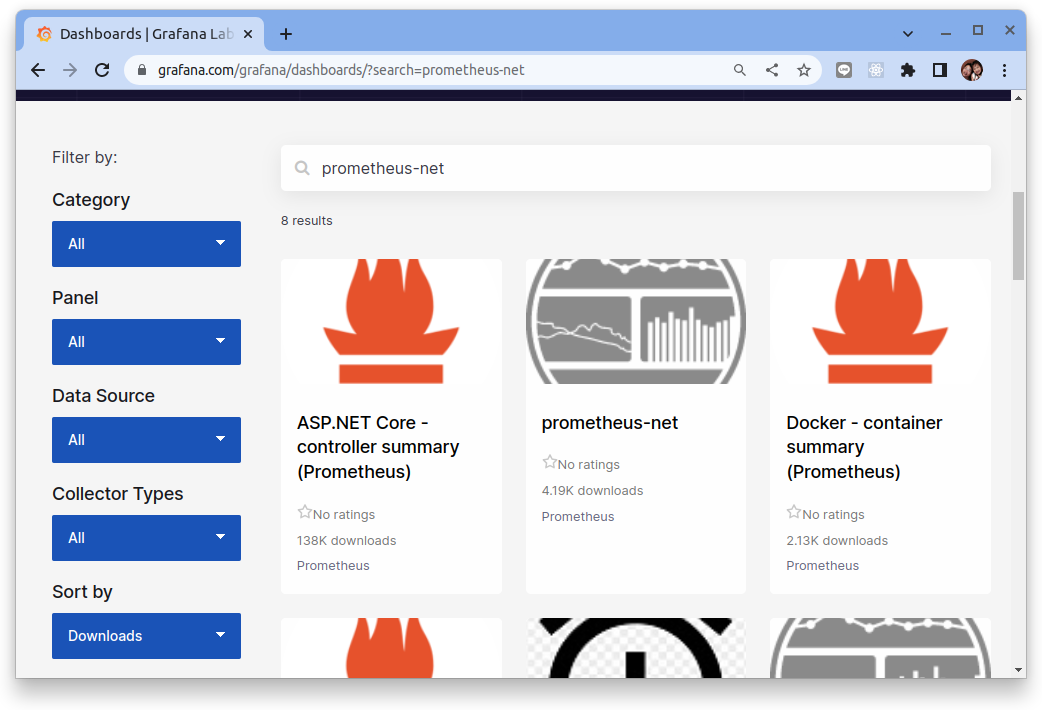 Dashboards | Grafana Lab
grafana.com/grafana/dashboards/?search=prometheus-net
Filter by:
Category
All
Panel
All
Data Source
All
Collector Types
All
Sort by
Downloads
prometheus-net
8 results
ASP.NET Core -
controller summary
(Prometheus)
No ratings
138K downloads
Prometheus
prometheus-net
No ratings
4.19K downloads
Prometheus
Docker - container
summary
(Prometheus)
No ratings
2.13K downloads
Prometheus